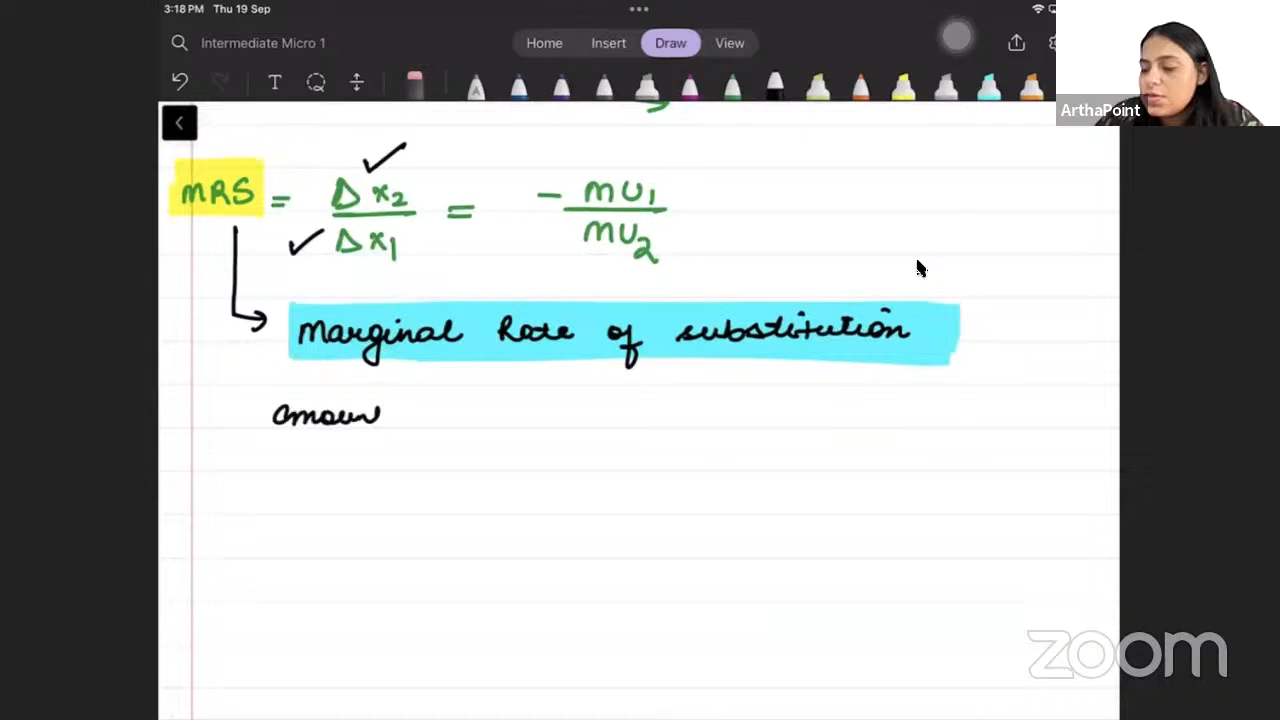 3:18 PM Thu 19 Sep
Intermediate Micro 1
Home Insert Draw View
T
A
ArthaPoint
MRS = Δx₂ / Δx₁ = - MU₁ / MU₂
Marginal Rate of substitution
amoun
zoom